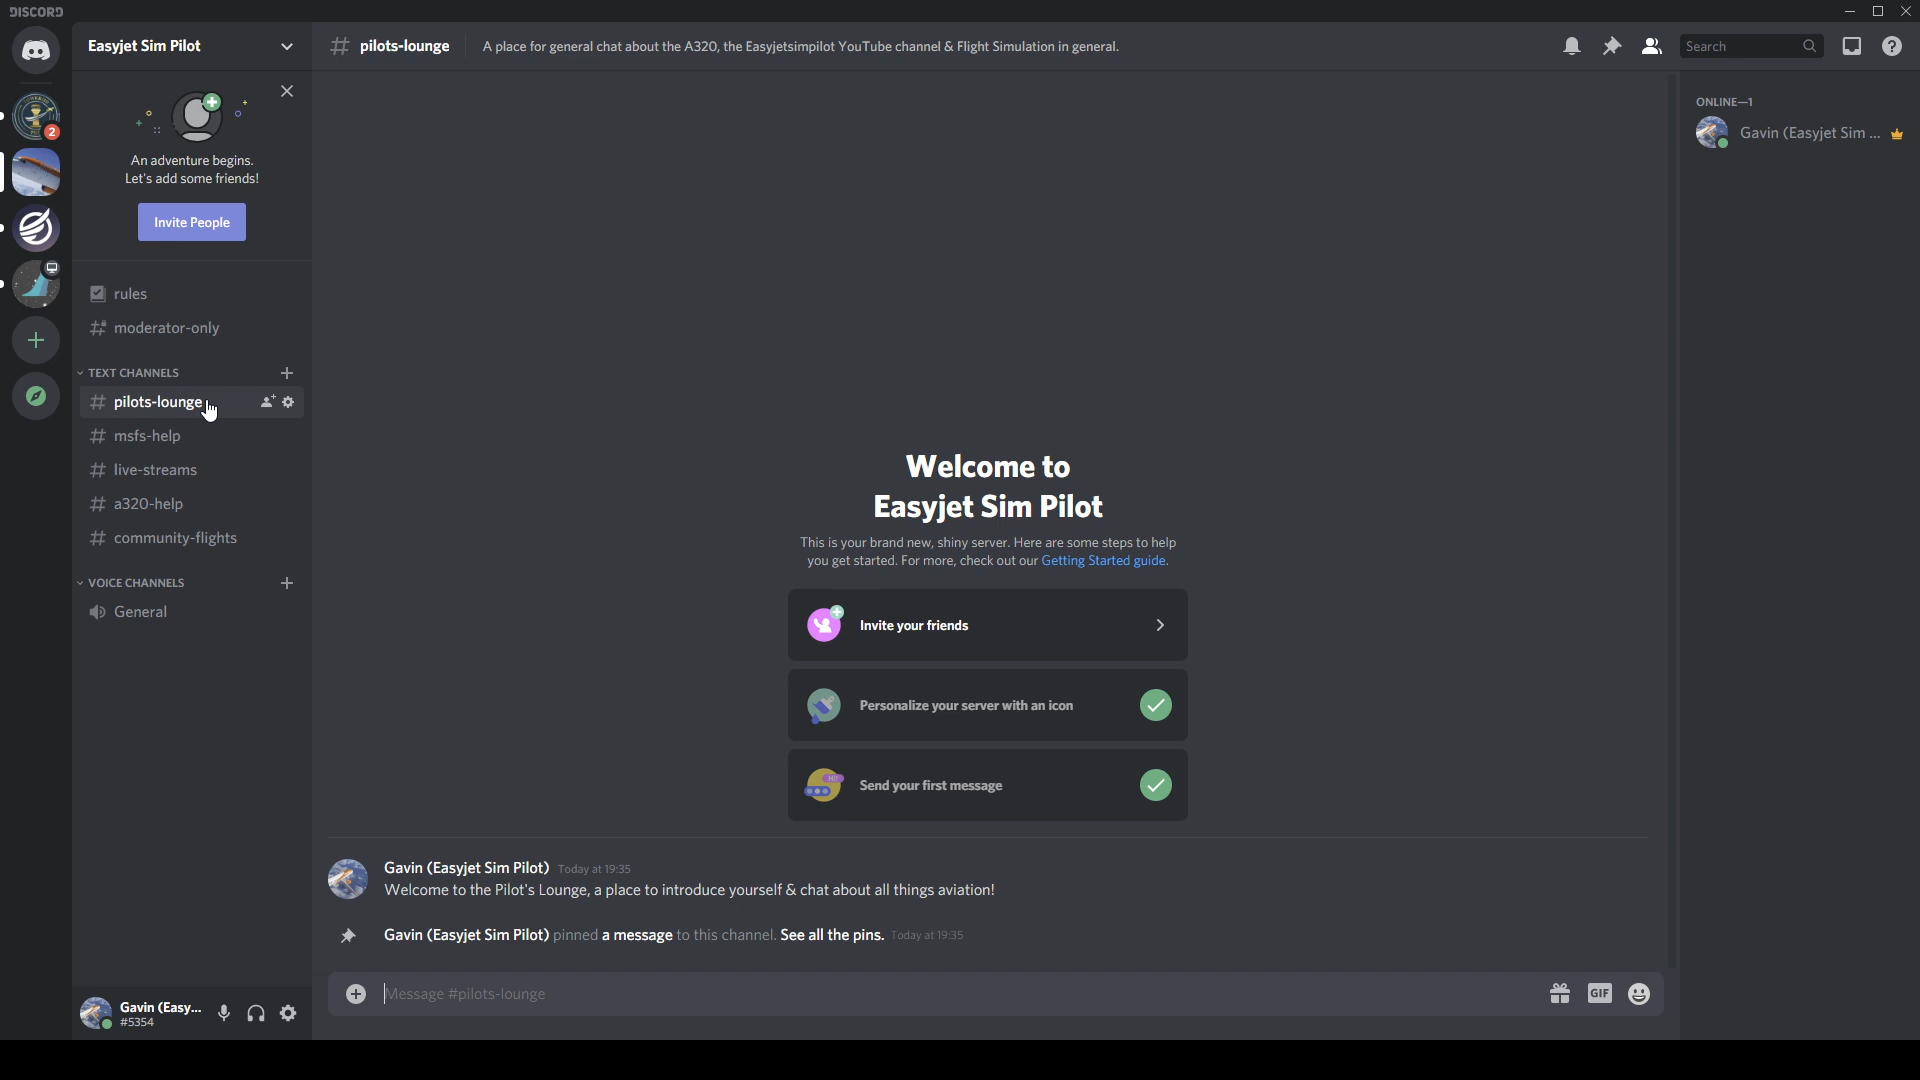 DISCORD
Easyjet Sim Pilot
pilots-lounge
A place for general chat about the A320, the Easyjetsimpilot YouTube channel & Flight Simulation in general.
Search
2
An adventure begins.
Let's add some friends!
Invite People
rules
moderator-only
TEXT CHANNELS
pilots-lounge
msfs-help
live-streams
a320-help
community-flights
VOICE CHANNELS
General
Gavin (Easy...
#5354
Welcome to
Easyjet Sim Pilot
This is your brand new, shiny server. Here are some steps to help
you get started. For more, check out our Getting Started guide.
Invite your friends
Personalize your server with an icon
Send your first message
Gavin (Easyjet Sim Pilot) Today at 19:35
Welcome to the Pilot's Lounge, a place to introduce yourself & chat about all things aviation!
Gavin (Easyjet Sim Pilot) pinned a message to this channel. See all the pins. Today at 19:35
Message #pilots-lounge
GIF
ONLINE—1
Gavin (Easyjet Sim ...